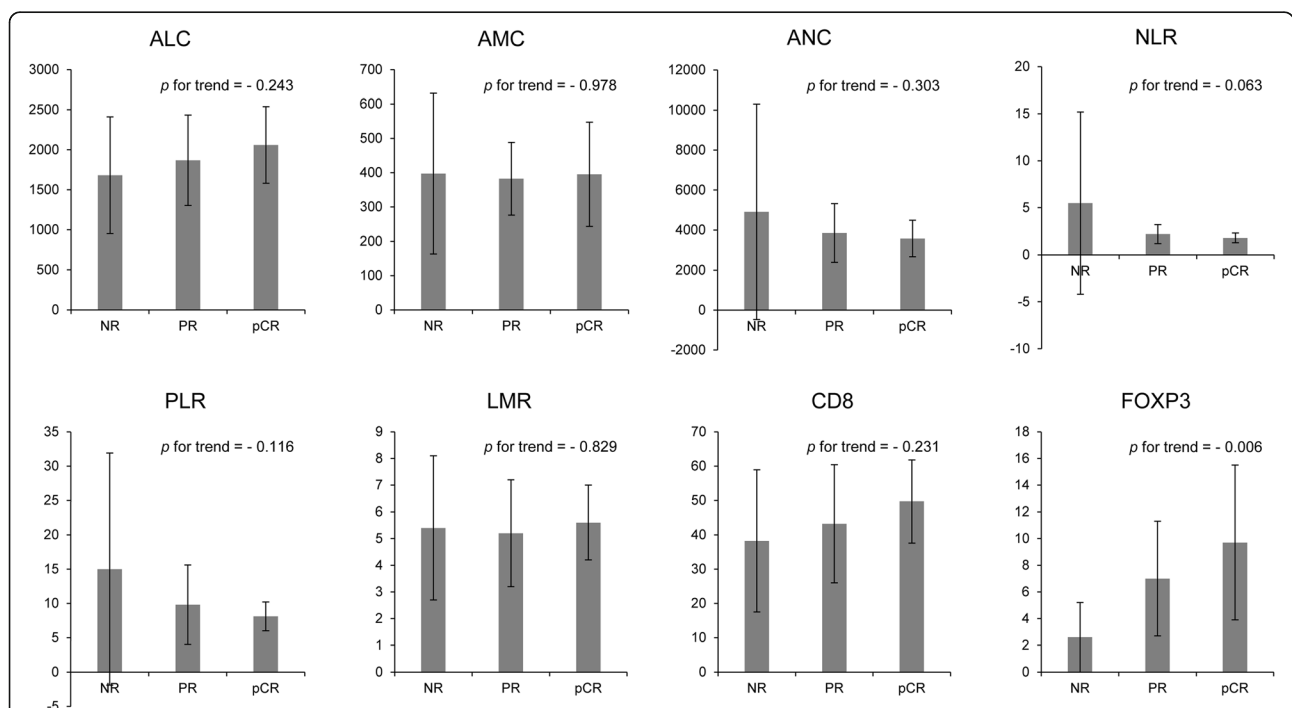 ALC
p for trend = - 0.243
3000
2500
2000
1500
1000
500
0
NR PR pCR
AMC
p for trend = - 0.978
700
600
500
400
300
200
100
0
NR PR pCR
ANC
p for trend = - 0.303
12000
10000
8000
6000
4000
2000
0
-2000
NR PR pCR
NLR
p for trend = - 0.063
20
15
10
5
0
-5
-10
NR PR pCR
PLR
p for trend = - 0.116
35
30
25
20
15
10
5
0
-5
NR PR pCR
LMR
p for trend = - 0.829
9
8
7
6
5
4
3
2
1
0
NR PR pCR
CD8
p for trend = - 0.231
70
60
50
40
30
20
10
0
NR PR pCR
FOXP3
p for trend = - 0.006
18
16
14
12
10
8
6
4
2
0
NR PR pCR